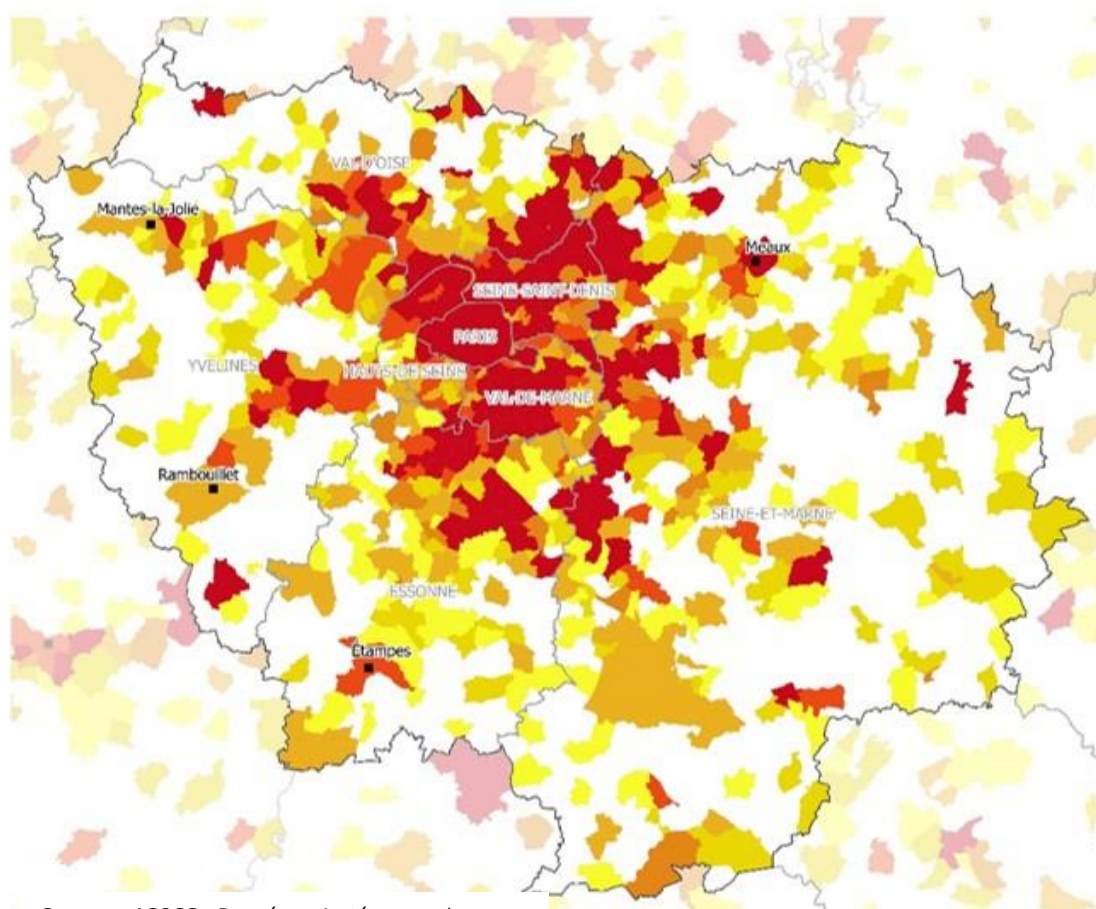 VAL D'OISE
Mantes-la-Jolie
Meaux
SEINE-SAINT-DENIS
PARIS
YVELINES
HAUTS-DE-SEINE
VAL-DE-MARNE
Rambouillet
SEINE-ET-MARNE
ESSONNE
Étampes